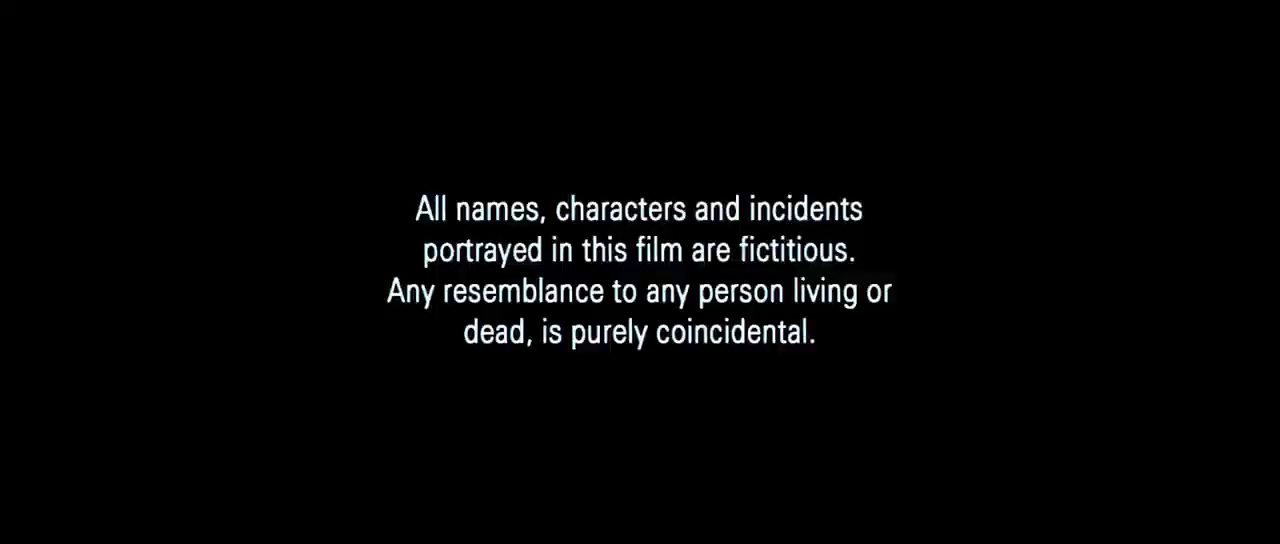 All names, characters and incidents
portrayed in this film are fictitious.
Any resemblance to any person living or
dead, is purely coincidental.